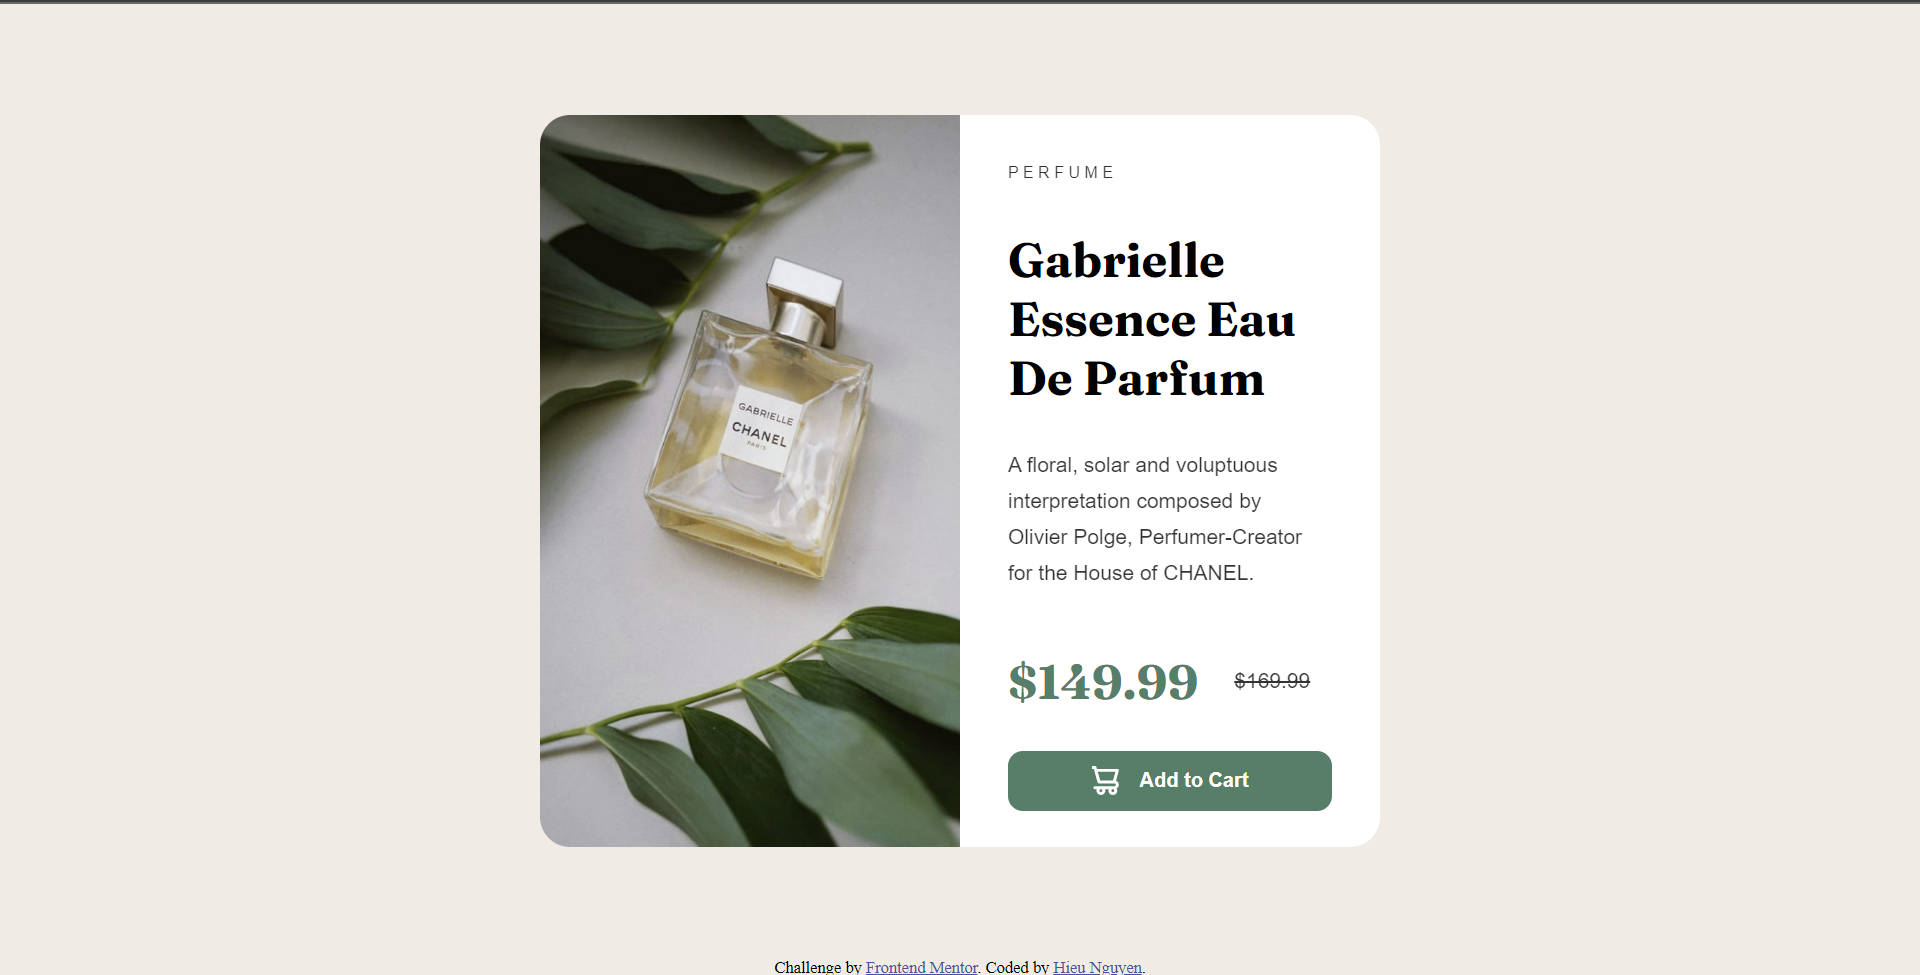 PERFUME
Gabrielle
Essence Eau
De Parfum
GABRIELLE
CHANEL
PARIS
A floral, solar and voluptuous
interpretation composed by
Olivier Polge, Perfumer-Creator
for the House of CHANEL.
$149.99 $169.99
Add to Cart
Challenge by Frontend Mentor. Coded by Hieu Nguyen.